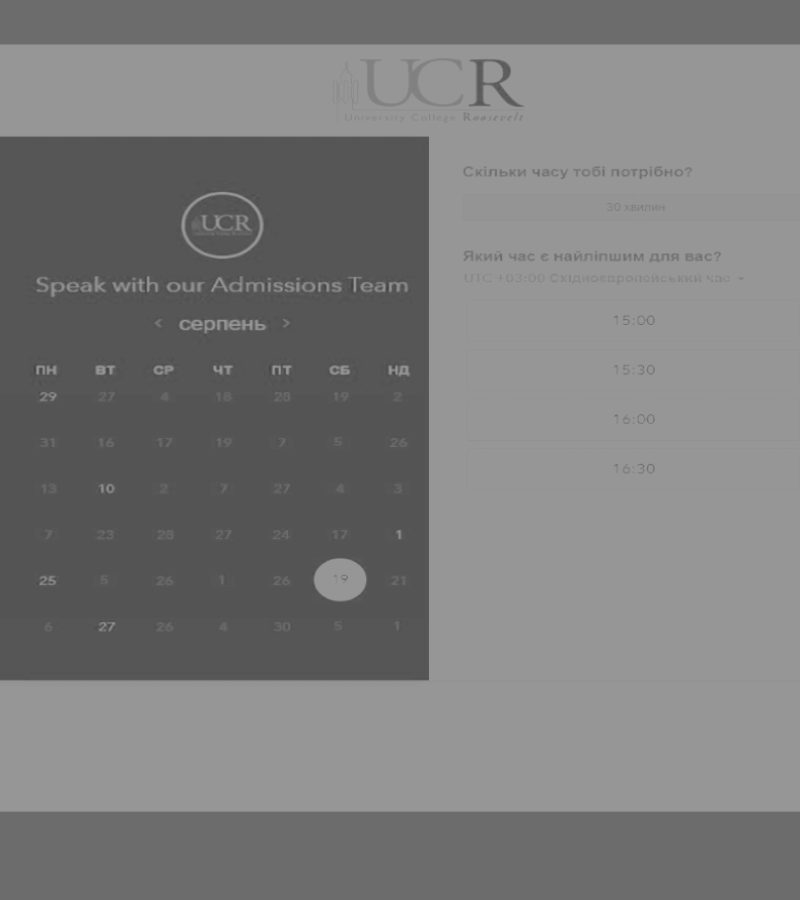 UCR
University College Roosevelt
UCR
Speak with our Admissions Team
< серпень >
ПН ВТ СР ЧТ ПТ СБ НД
29 27 4 18 28 19 2
31 16 17 19 7 5 26
13 10 2 7 27 4 3
7 23 28 27 24 17 1
25 5 26 1 26 19 21
6 27 26 4 30 5 1
Скільки часу тобі потрібно?
30 хвилин
Який час є найліпшим для вас?
UTC +03:00 Східноєвропейський час
15:00
15:30
16:00
16:30